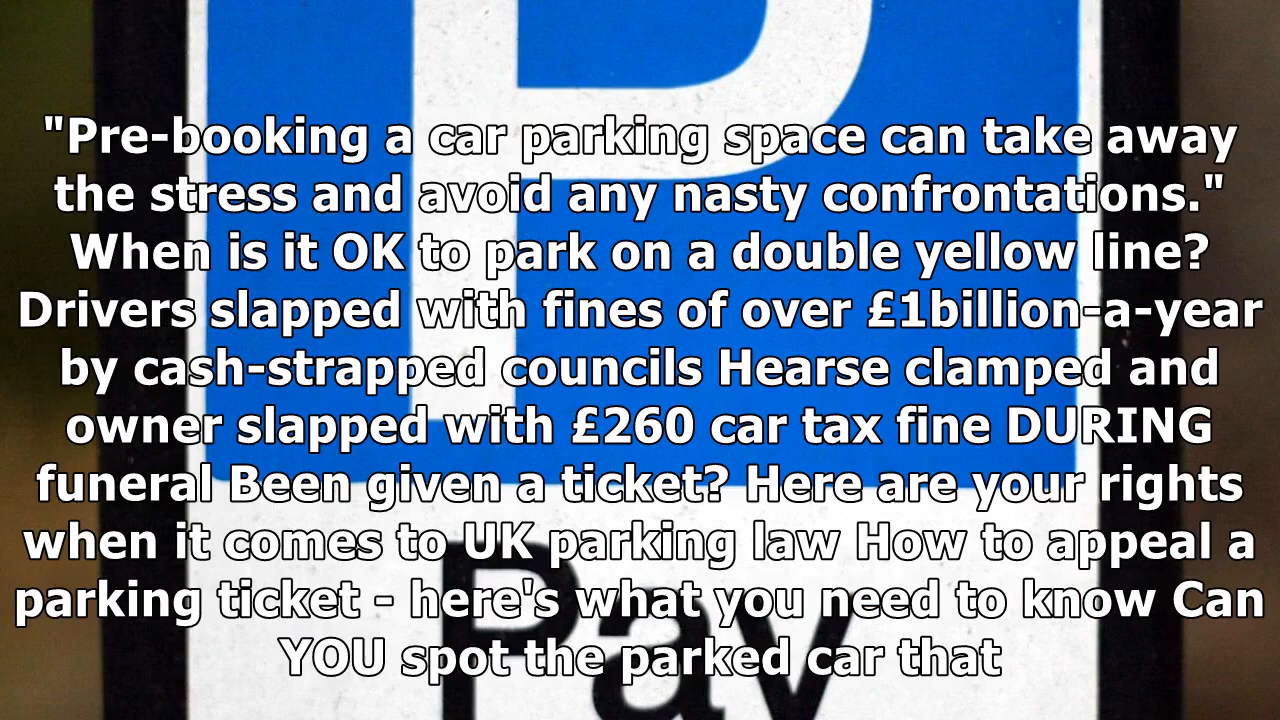 "Pre-booking a car parking space can take away
the stress and avoid any nasty confrontations."
When is it OK to park on a double yellow line?
Drivers slapped with fines of over £1billion-a-year
by cash-strapped councils Hearse clamped and
owner slapped with £260 car tax fine DURING
funeral Been given a ticket? Here are your rights
when it comes to UK parking law How to appeal a
parking ticket - here's what you need to know Can
YOU spot the parked car that
P
Pay